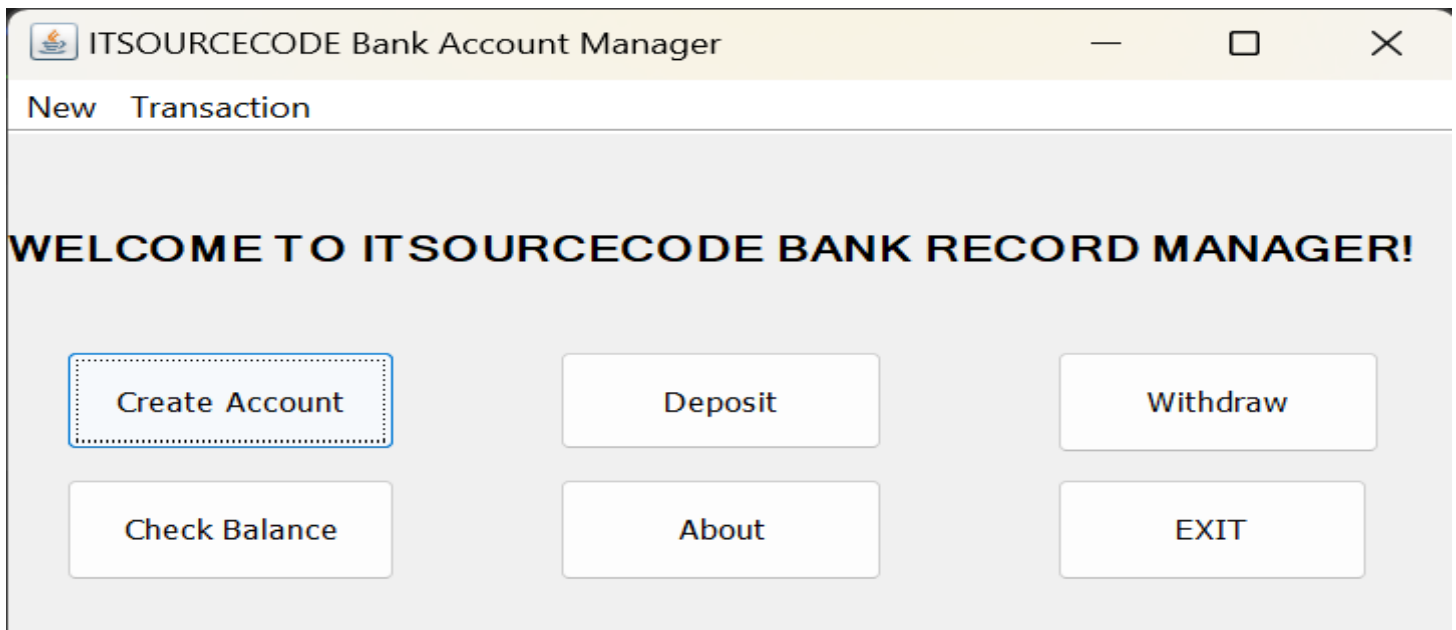 ITSOURCECODE Bank Account Manager
New Transaction
WELCOME TO ITSOURCECODE BANK RECORD MANAGER!
Create Account Deposit Withdraw
Check Balance About EXIT